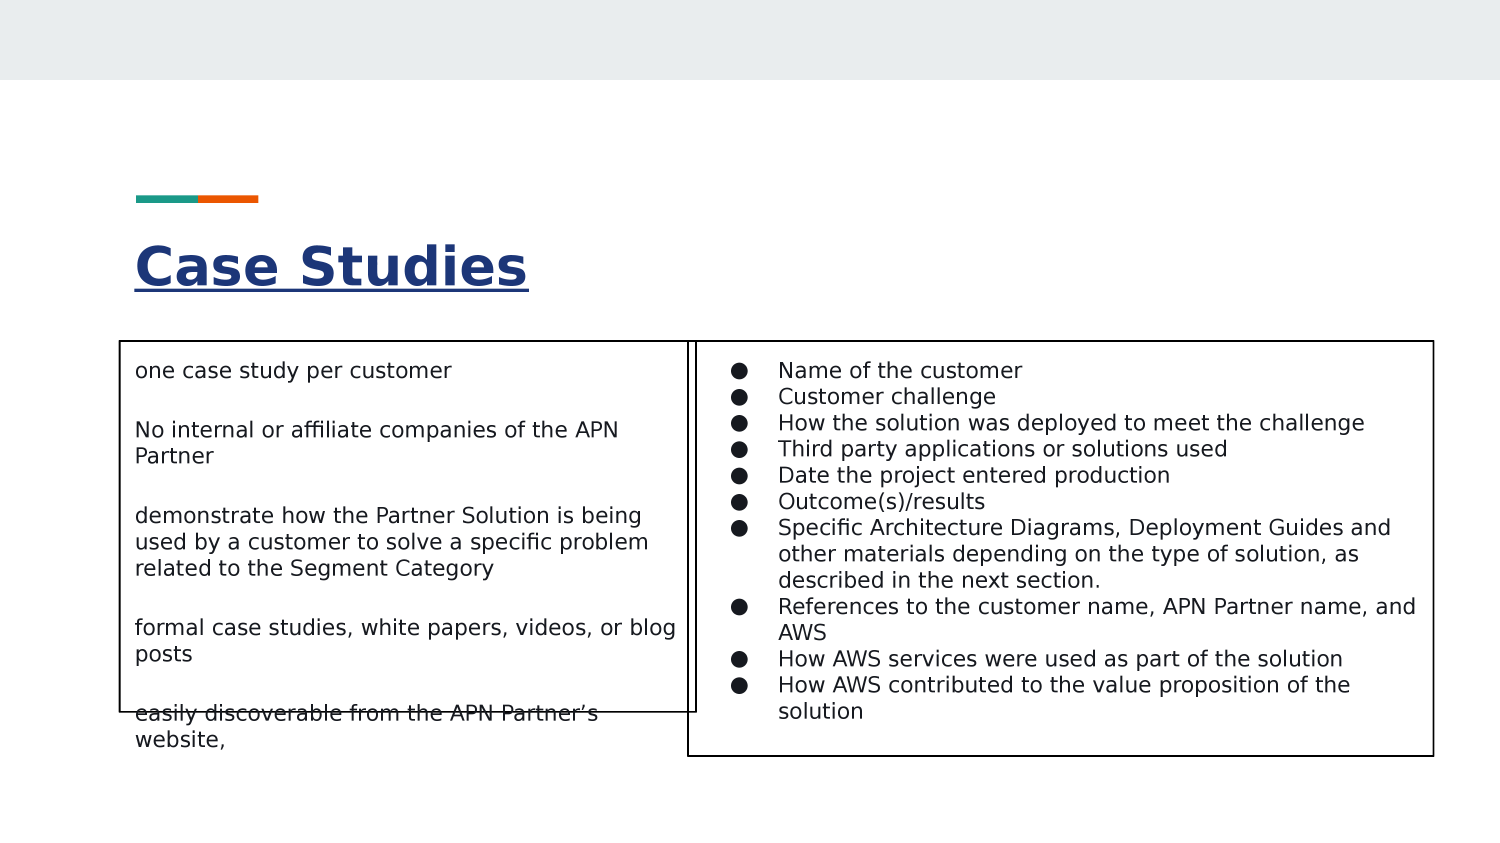 Case Studies
one case study per customer
No internal or affiliate companies of the APN
Partner
demonstrate how the Partner Solution is being
used by a customer to solve a specific problem
related to the Segment Category
formal case studies, white papers, videos, or blog
posts
easily discoverable from the APN Partner’s
website,
● Name of the customer
● Customer challenge
● How the solution was deployed to meet the challenge
● Third party applications or solutions used
● Date the project entered production
● Outcome(s)/results
● Specific Architecture Diagrams, Deployment Guides and
other materials depending on the type of solution, as
described in the next section.
● References to the customer name, APN Partner name, and
AWS
● How AWS services were used as part of the solution
● How AWS contributed to the value proposition of the
solution